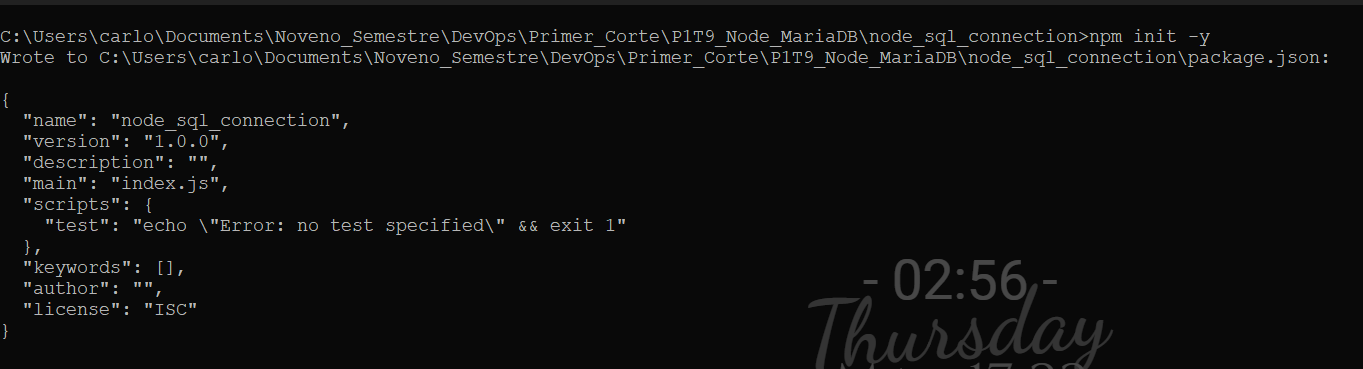 C:\Users\carlo\Documents\Noveno_Semestre\DevOps\Primer_Corte\P1T9_Node_MariaDB\node_sql_connection>npm init -y
Wrote to C:\Users\carlo\Documents\Noveno_Semestre\DevOps\Primer_Corte\P1T9_Node_MariaDB\node_sql_connection\package.json:
{
  "name": "node_sql_connection",
  "version": "1.0.0",
  "description": "",
  "main": "index.js",
  "scripts": {
    "test": "echo \"Error: no test specified\" && exit 1"
  },
  "keywords": [],
  "author": "",
  "license": "ISC"
}
- 02:56 -
Thursday